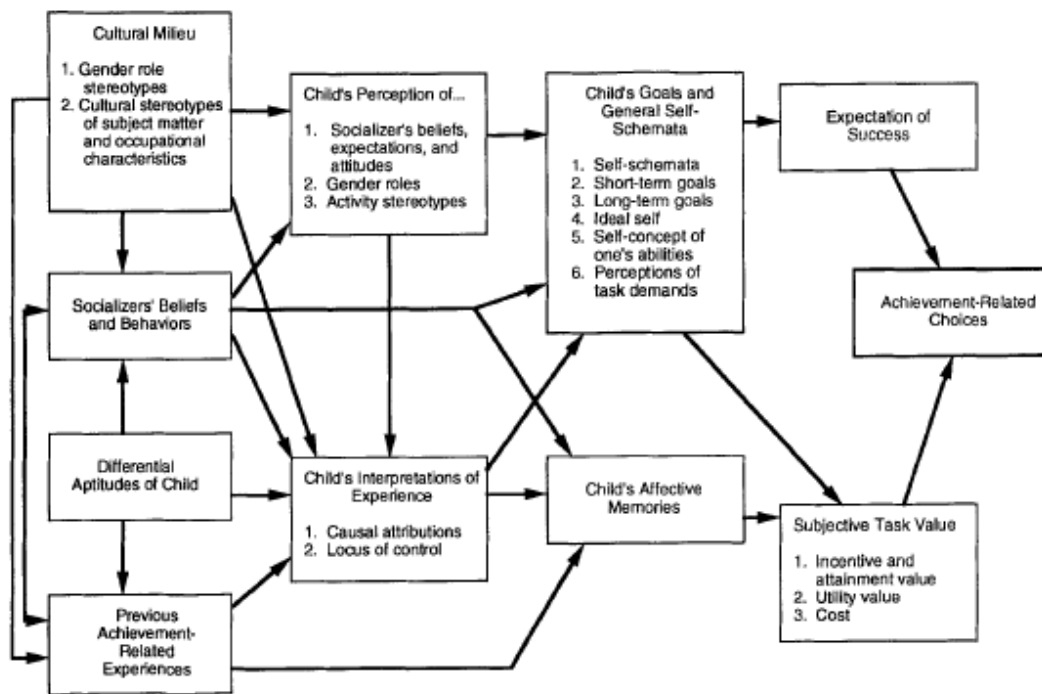 Cultural Milieu
1. Gender role
stereotypes
2. Cultural stereotypes
of subject matter
and occupational
characteristics
Socializers' Beliefs
and Behaviors
Differential
Aptitudes of Child
Previous
Achievement-
Related
Experiences
Child's Perception of...
1. Socializer's beliefs,
expectations, and
attitudes
2. Gender roles
3. Activity stereotypes
Child's Interpretations of
Experience
1. Causal attributions
2. Locus of control
Child's Goals and
General Self-
Schemata
1. Self-schemata
2. Short-term goals
3. Long-term goals
4. Ideal self
5. Self-concept of
one's abilities
6. Perceptions of
task demands
Child's Affective
Memories
Expectation of
Success
Achievement-Related
Choices
Subjective Task Value
1. Incentive and
attainment value
2. Utility value
3. Cost